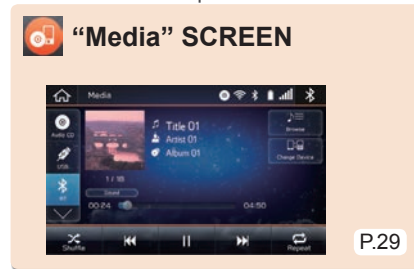 “Media” SCREEN
Media
Audio CD
USB
BT
Title 01
Artist 01
Album 01
Browse
Change Device
1 / 18
Sound
00:24
04:50
Shuffle
Repeat
P.29